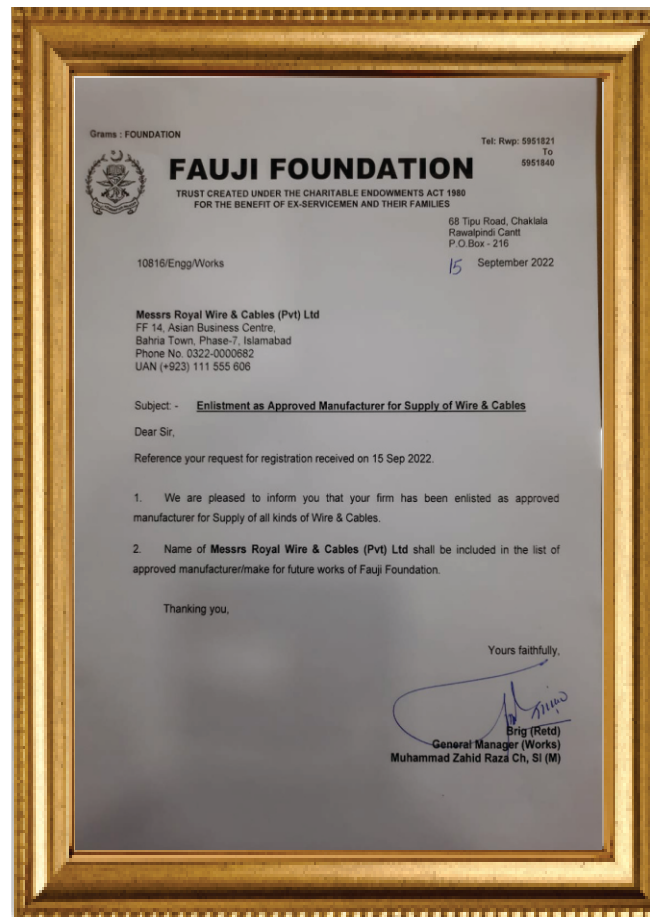 Grams : FOUNDATION
Tel: Rwp: 5951821
To
5951840
FAUJI FOUNDATION
TRUST CREATED UNDER THE CHARITABLE ENDOWMENTS ACT 1980
FOR THE BENEFIT OF EX-SERVICEMEN AND THEIR FAMILIES
68 Tipu Road, Chaklala
Rawalpindi Cantt
P.O.Box - 216
10816/Engg/Works
15 September 2022
Messrs Royal Wire & Cables (Pvt) Ltd
FF 14, Asian Business Centre,
Bahria Town, Phase-7, Islamabad
Phone No. 0322-0000682
UAN (+923) 111 555 606
Subject: - Enlistment as Approved Manufacturer for Supply of Wire & Cables
Dear Sir,
Reference your request for registration received on 15 Sep 2022.
1. We are pleased to inform you that your firm has been enlisted as approved
manufacturer for Supply of all kinds of Wire & Cables.
2. Name of Messrs Royal Wire & Cables (Pvt) Ltd shall be included in the list of
approved manufacturer/make for future works of Fauji Foundation.
Thanking you,
Yours faithfully,
Brig (Retd)
General Manager (Works)
Muhammad Zahid Raza Ch, SI (M)